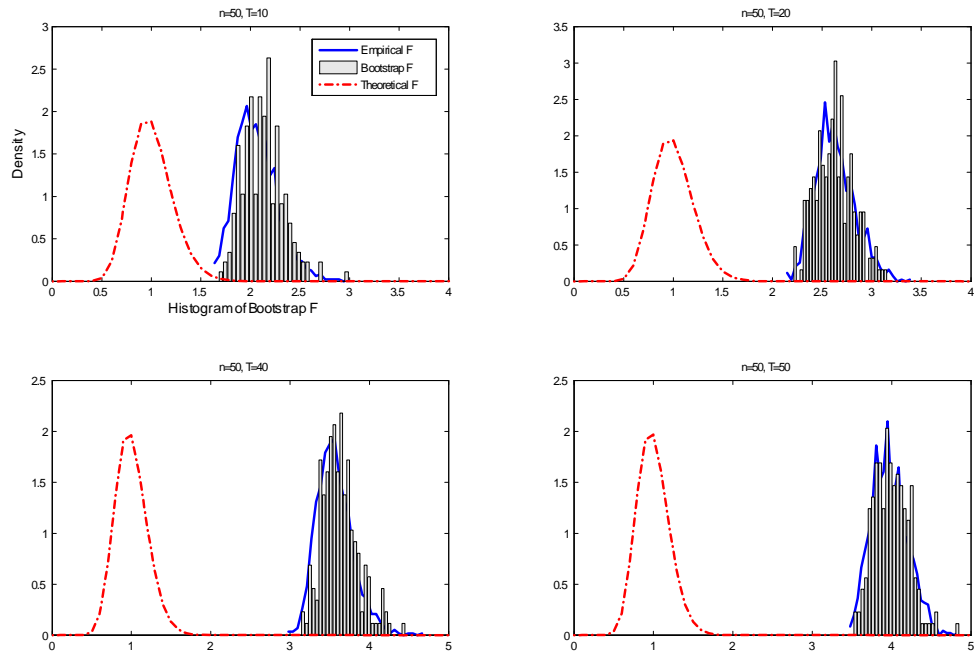 n=50, T=10
3
2.5
2
1.5
1
0.5
0
Density
Empirical F
Bootstrap F
Theoretical F
0 0.5 1 1.5 2 2.5 3 3.5 4
Histogram of Bootstrap F
n=50, T=20
3.5
3
2.5
2
1.5
1
0.5
0
0 0.5 1 1.5 2 2.5 3 3.5 4
n=50, T=40
2.5
2
1.5
1
0.5
0
0 1 2 3 4 5
n=50, T=50
2.5
2
1.5
1
0.5
0
0 1 2 3 4 5